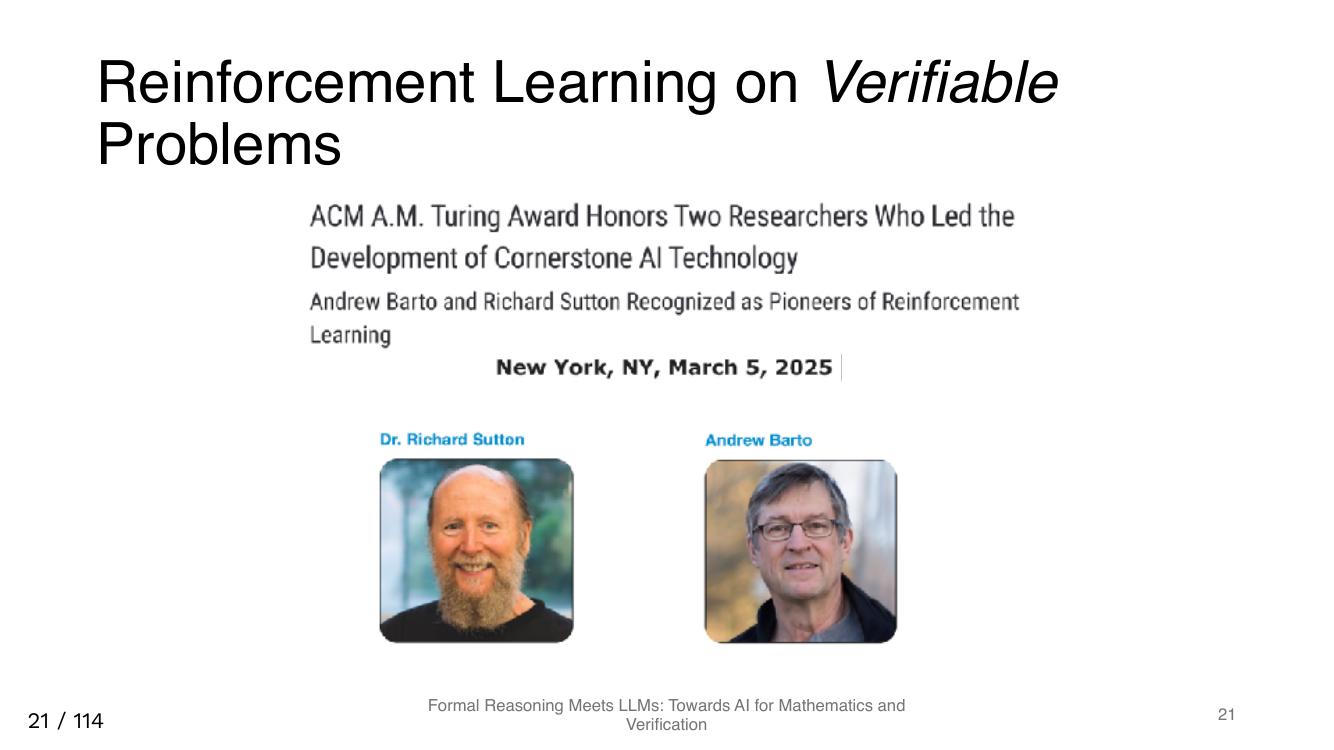 Reinforcement Learning on Verifiable
Problems
ACM A.M. Turing Award Honors Two Researchers Who Led the
Development of Cornerstone AI Technology
Andrew Barto and Richard Sutton Recognized as Pioneers of Reinforcement
Learning
New York, NY, March 5, 2025
Dr. Richard Sutton
Andrew Barto
21 / 114
Formal Reasoning Meets LLMs: Towards AI for Mathematics and
Verification
21